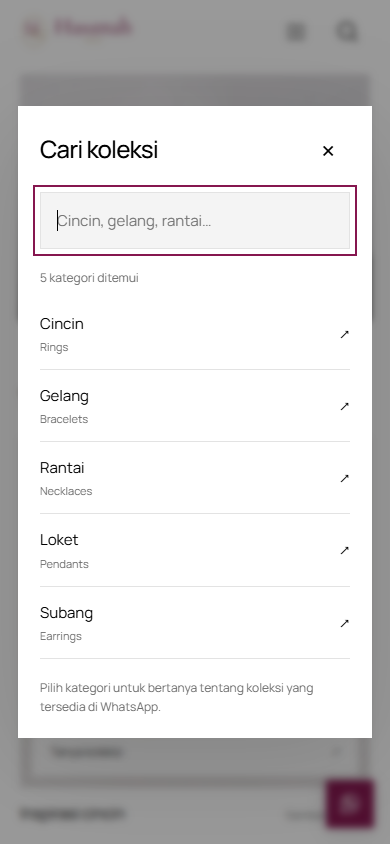 Cari koleksi
Cincin, gelang, rantai...
5 kategori ditemui
Cincin
Rings
Gelang
Bracelets
Rantai
Necklaces
Loket
Pendants
Subang
Earrings
Pilih kategori untuk bertanya tentang koleksi yang
tersedia di WhatsApp.